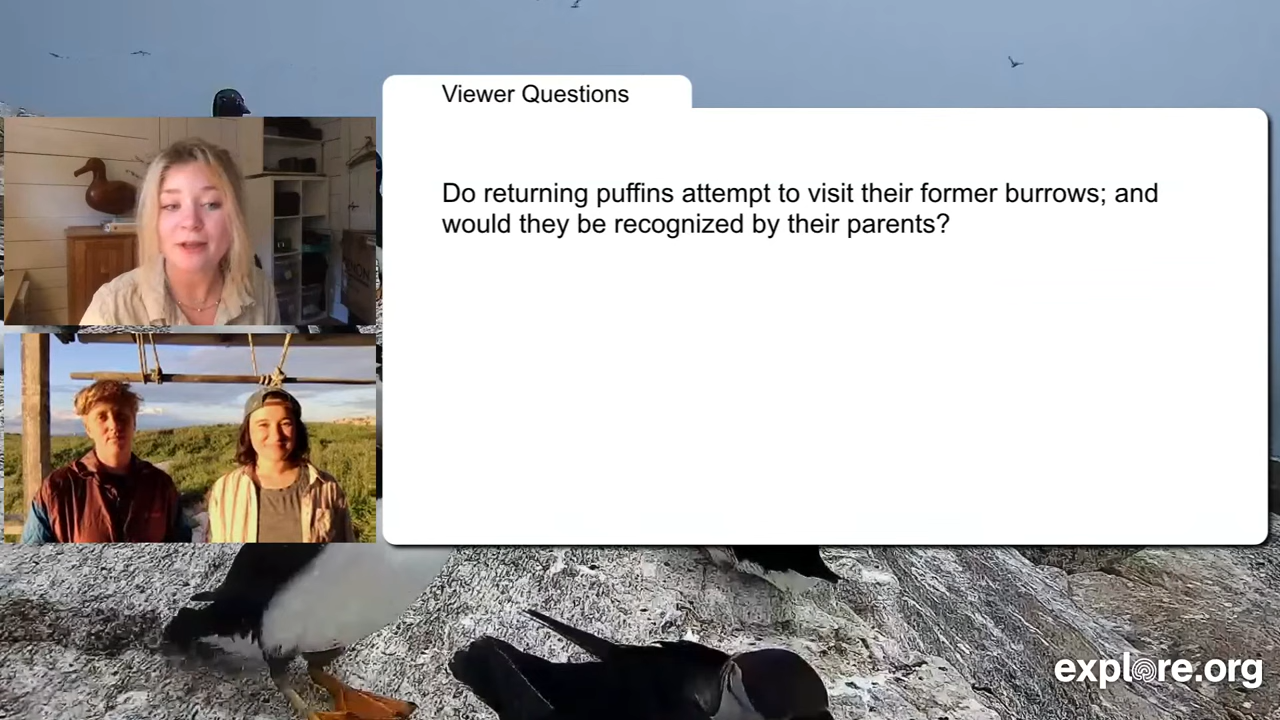 Viewer Questions
Do returning puffins attempt to visit their former burrows; and
would they be recognized by their parents?
explore.org